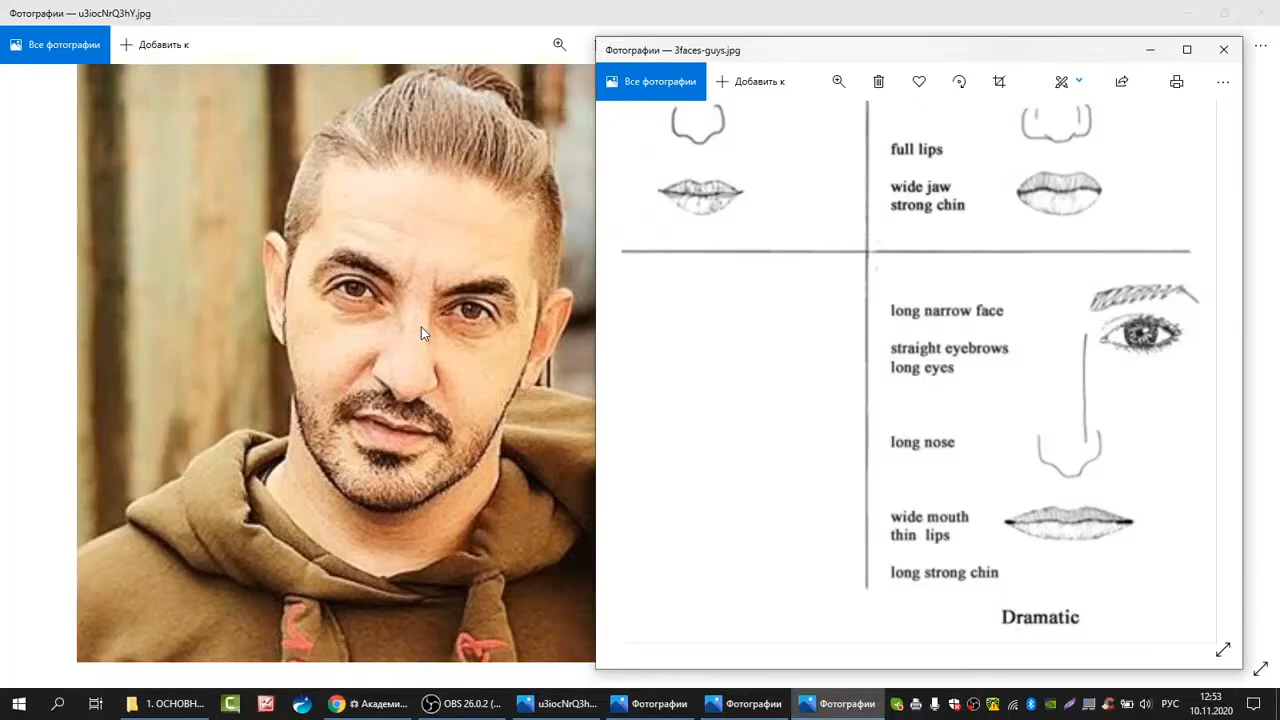 Фотографии — u3iocNrQ3hY.jpg
Все фотографии
Добавить к
Фотографии — 3faces-guys.jpg
Все фотографии
Добавить к
full lips
wide jaw
strong chin
long narrow face
straight eyebrows
long eyes
long nose
wide mouth
thin lips
long strong chin
Dramatic
1. ОСНОВН...
* Академи...
OBS 26.0.2 (...
u3iocNrQ3h...
Фотографии
Фотографии
Фотографии
РУС
12:53
10.11.2020